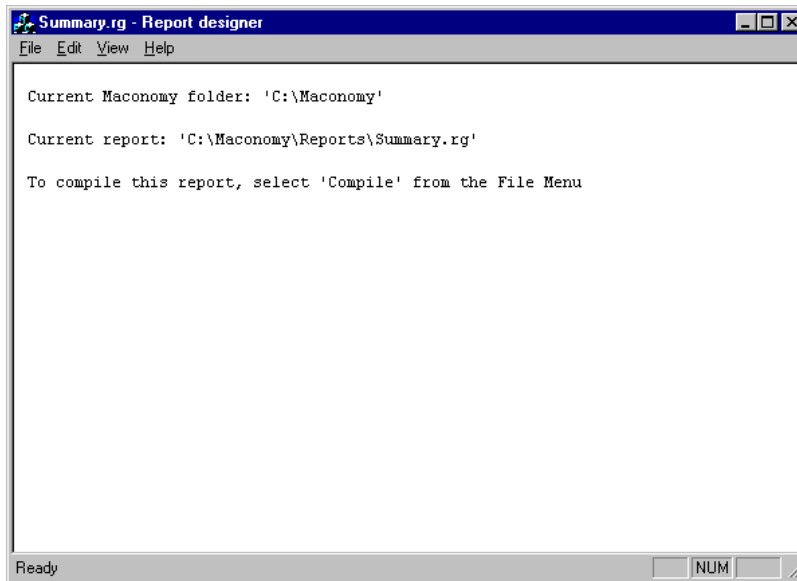 Summary.rg - Report designer
File Edit View Help
Current Maconomy folder: 'C:\Maconomy'
Current report: 'C:\Maconomy\Reports\Summary.rg'
To compile this report, select 'Compile' from the File Menu
Ready NUM